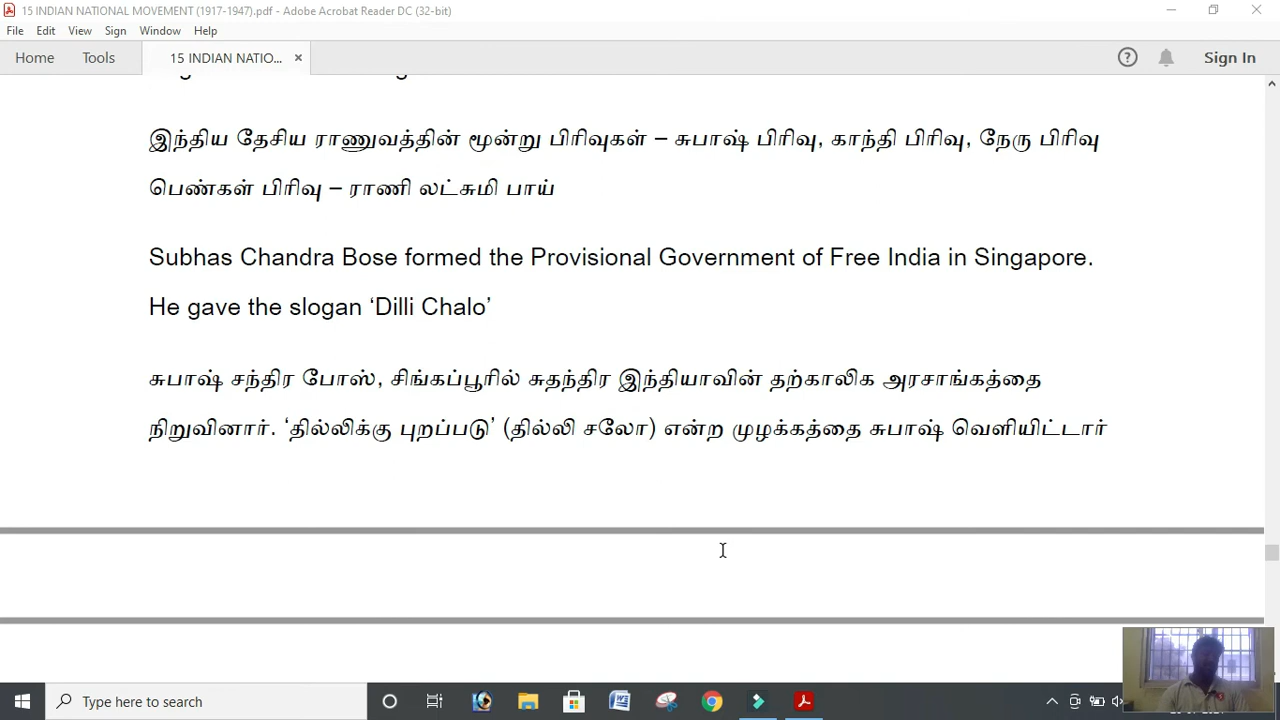 15 INDIAN NATIONAL MOVEMENT (1917-1947).pdf - Adobe Acrobat Reader DC (32-bit)
File Edit View Sign Window Help
Home Tools 15 INDIAN NATIO... × Sign In
இந்திய தேசிய ராணுவத்தின் மூன்று பிரிவுகள் – சுபாஷ் பிரிவு, காந்தி பிரிவு, நேரு பிரிவு
பெண்கள் பிரிவு – ராணி லட்சுமி பாய்
Subhas Chandra Bose formed the Provisional Government of Free India in Singapore.
He gave the slogan ‘Dilli Chalo’
சுபாஷ் சந்திர போஸ், சிங்கப்பூரில் சுதந்திர இந்தியாவின் தற்காலிக அரசாங்கத்தை
நிறுவினார். ‘தில்லிக்கு புறப்படு’ (தில்லி சலோ) என்ற முழக்கத்தை சுபாஷ் வெளியிட்டார்
Type here to search